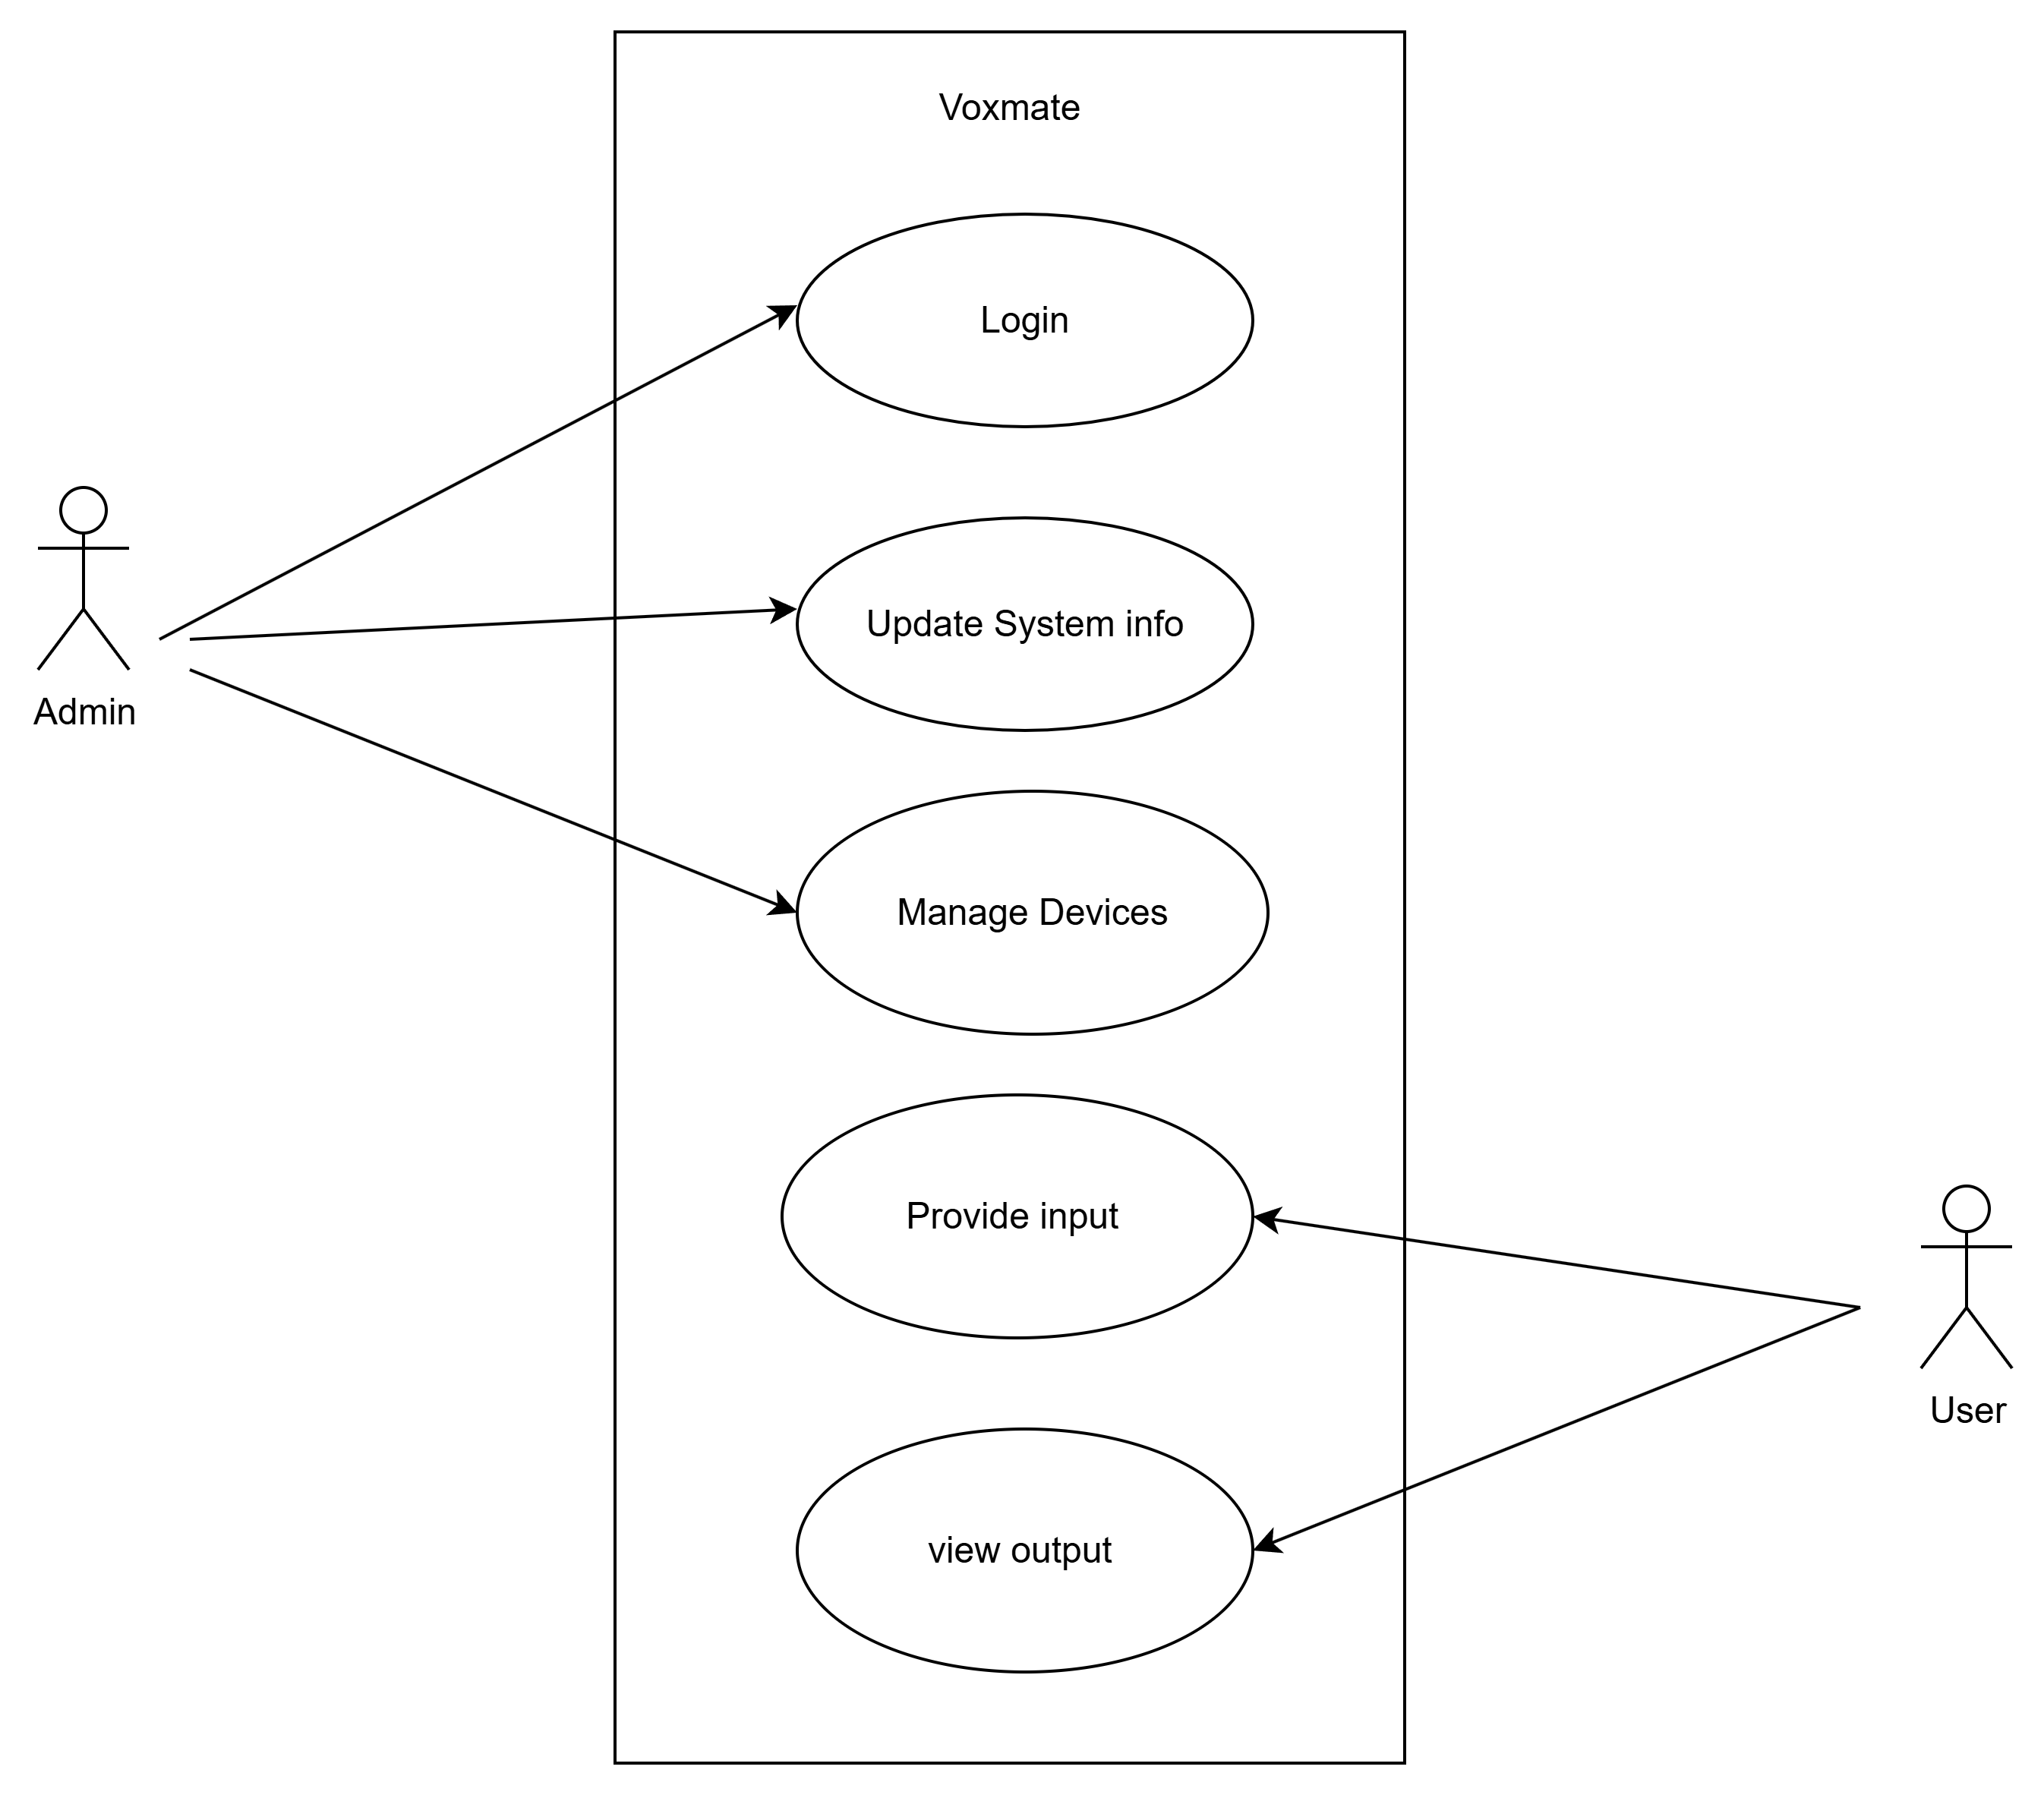 Voxmate
Login
Update System info
Admin
Manage Devices
Provide input
User
view output